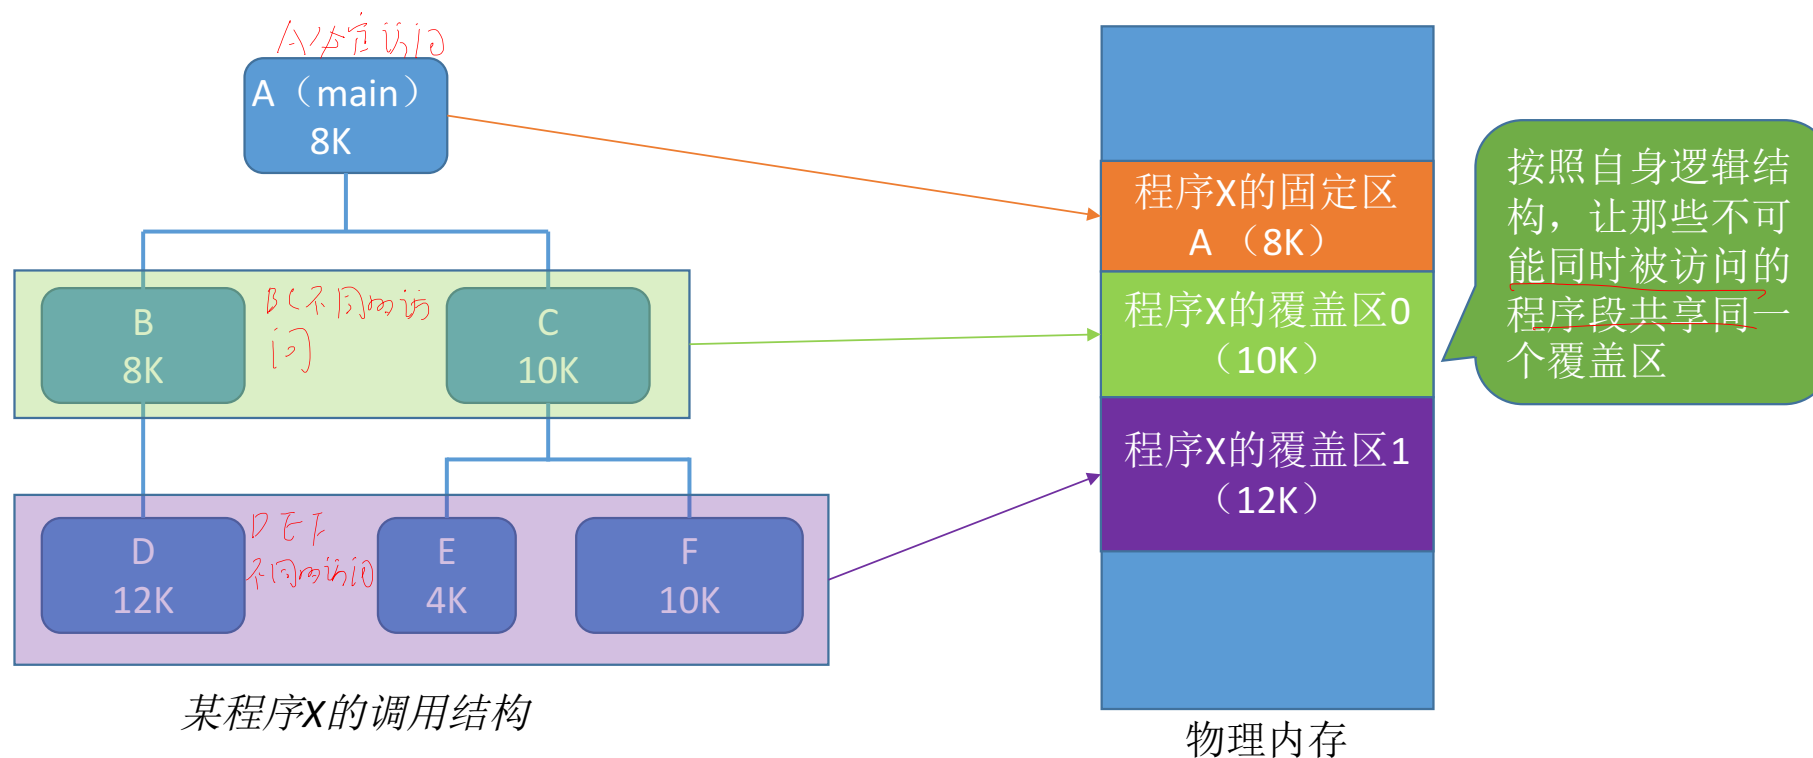 A必定访问
A（main）
8K
B
8K
BC不同时访
问
C
10K
D
12K
DEF
不同时访问
E
4K
F
10K
某程序X的调用结构
程序X的固定区
A （8K）
程序X的覆盖区0
（10K）
程序X的覆盖区1
（12K）
物理内存
按照自身逻辑结
构，让那些不可
能同时被访问的
程序段共享同一
个覆盖区